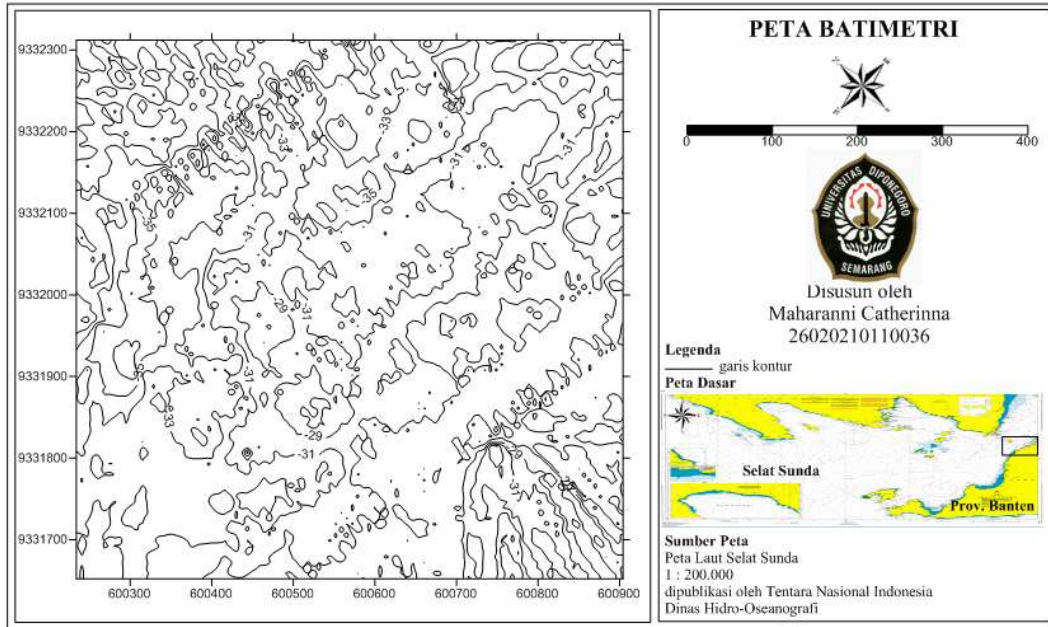 PETA BATIMETRI
0 100 200 300 400
UNIVERSITAS DIPONEGORO
SEMARANG
Disusun oleh
Maharanni Catherinna
26020210110036
Legenda
garis kontur
Peta Dasar
Selat Sunda
Prov. Banten
Sumber Peta
Peta Laut Selat Sunda
1 : 200.000
dipublikasi oleh Tentara Nasional Indonesia
Dinas Hidro-Oseanografi
9332300
9332200
9332100
9332000
9331900
9331800
9331700
600300 600400 600500 600600 600700 600800 600900
-33
-33
-31
-31
-35
-35
-31
-29
-31
-31
-33
-29
-31
-31